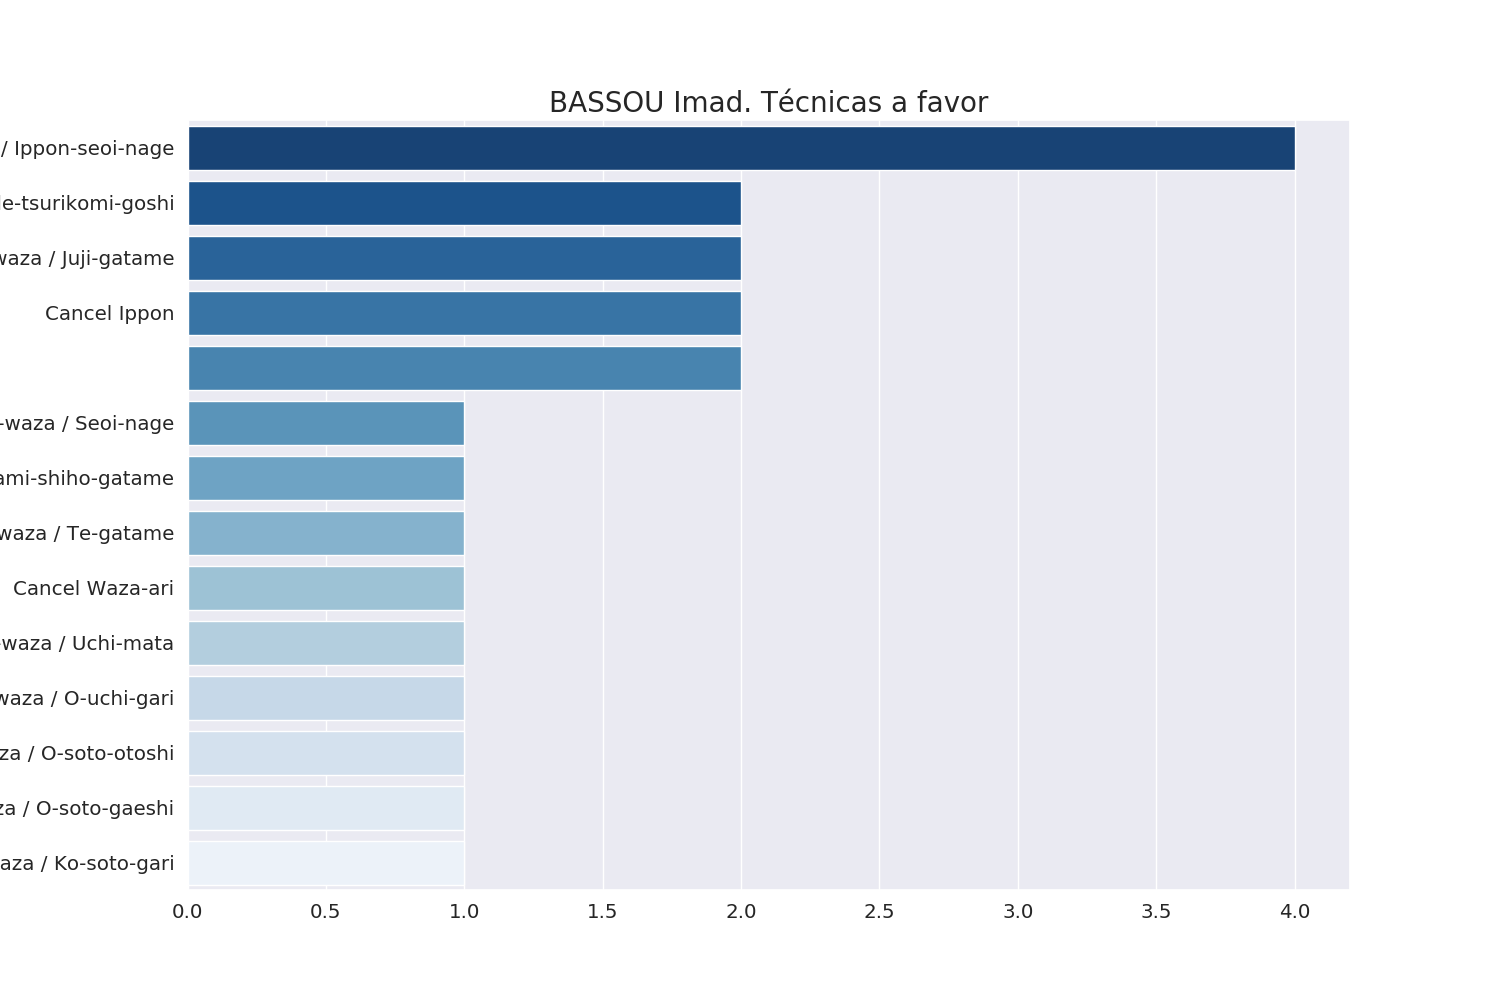 BASSOU Imad. Técnicas a favor
/ Ippon-seoi-nage
e-tsurikomi-goshi
waza / Juji-gatame
Cancel Ippon
-waza / Seoi-nage
ami-shiho-gatame
waza / Te-gatame
Cancel Waza-ari
waza / Uchi-mata
waza / O-uchi-gari
za / O-soto-otoshi
za / O-soto-gaeshi
aza / Ko-soto-gari
0.0 0.5 1.0 1.5 2.0 2.5 3.0 3.5 4.0